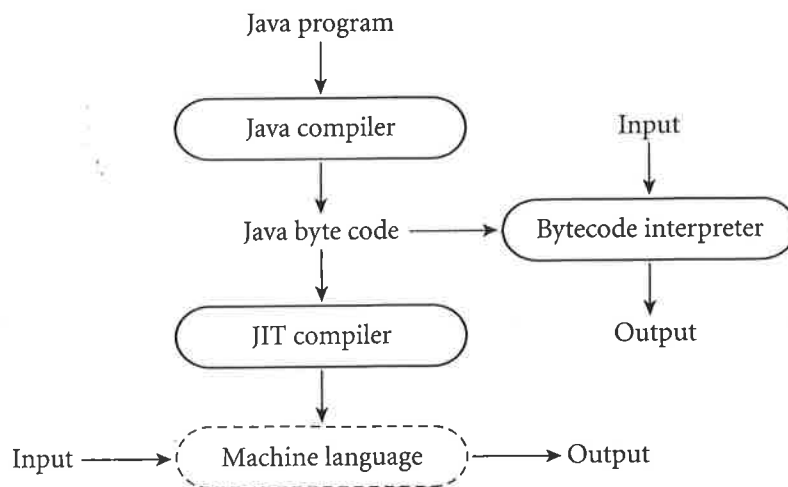 Java program
Java compiler
Input
Java byte code
Bytecode interpreter
JIT compiler
Output
Input
Machine language
Output